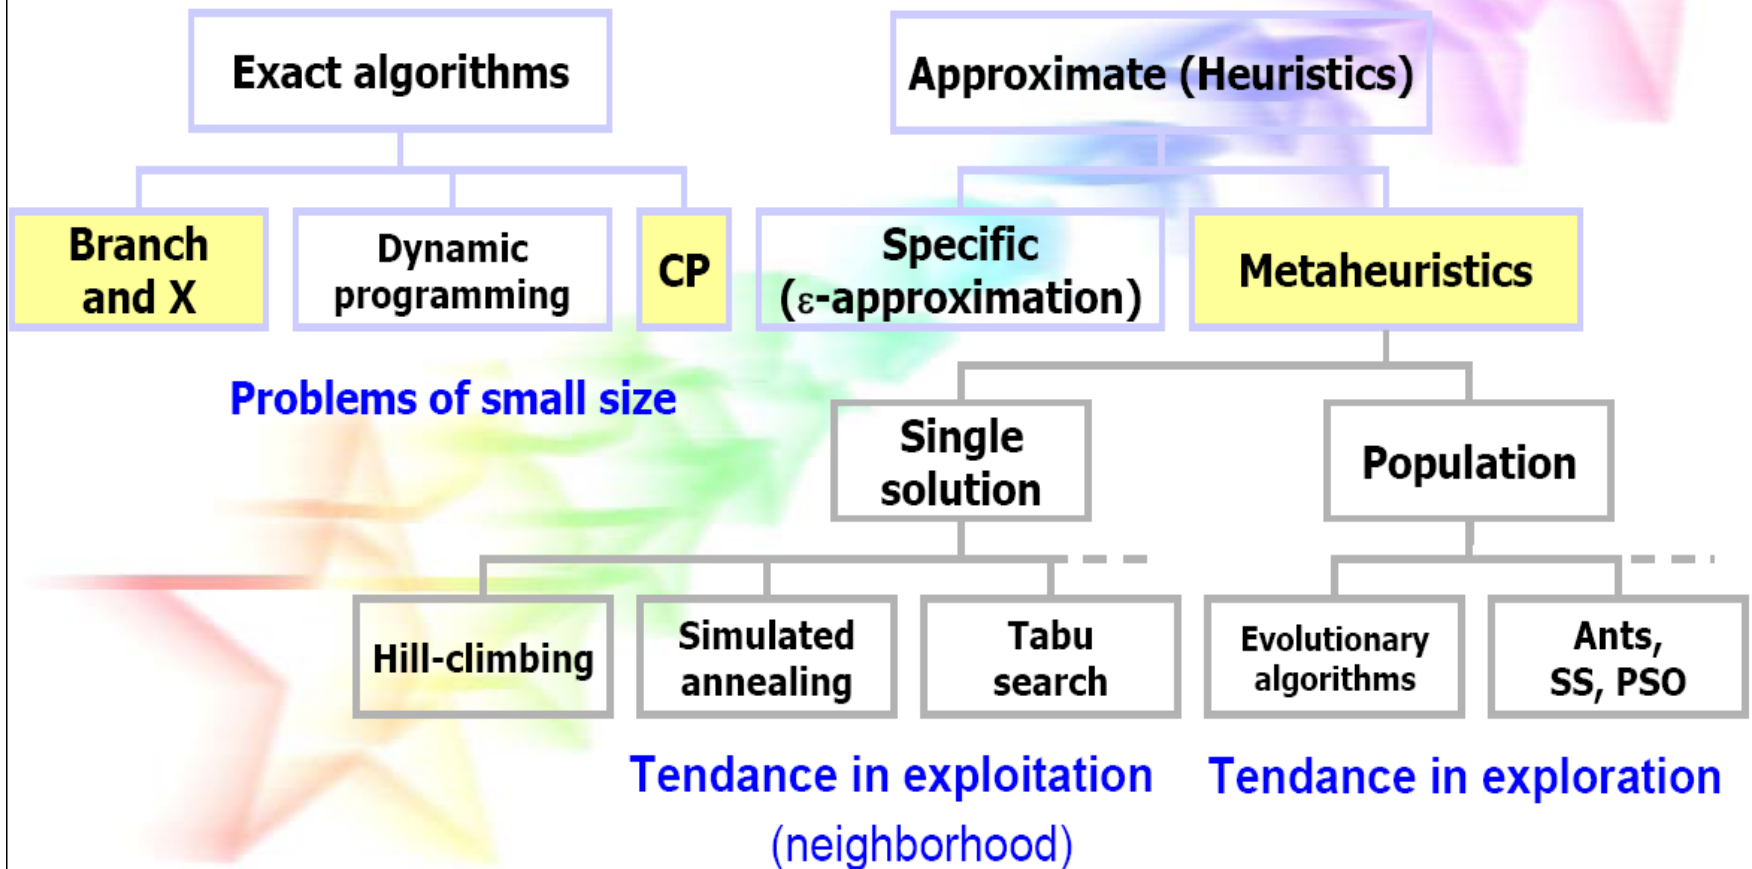 Exact algorithms
Approximate (Heuristics)
Branch
and X
Dynamic
programming
CP
Specific
(ε-approximation)
Metaheuristics
Problems of small size
Single
solution
Population
Hill-climbing
Simulated
annealing
Tabu
search
Evolutionary
algorithms
Ants,
SS, PSO
Tendance in exploitation
(neighborhood)
Tendance in exploration